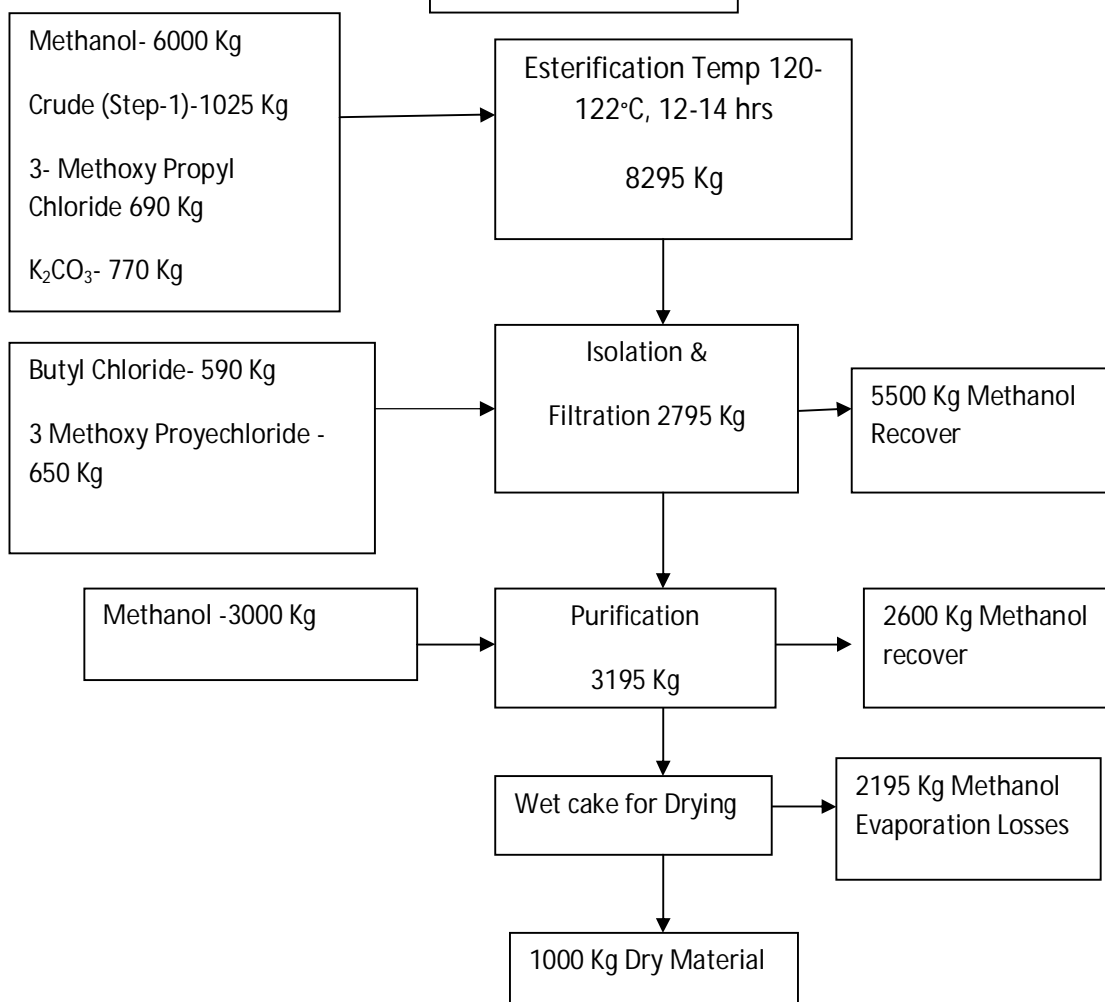 Methanol- 6000 Kg
Crude (Step-1)-1025 Kg
3- Methoxy Propyl
Chloride 690 Kg
K₂CO₃- 770 Kg
Esterification Temp 120-
122°C, 12-14 hrs
8295 Kg
Butyl Chloride- 590 Kg
3 Methoxy Proyechloride -
650 Kg
Isolation &
Filtration 2795 Kg
5500 Kg Methanol
Recover
Methanol -3000 Kg
Purification
3195 Kg
2600 Kg Methanol
recover
Wet cake for Drying
2195 Kg Methanol
Evaporation Losses
1000 Kg Dry Material